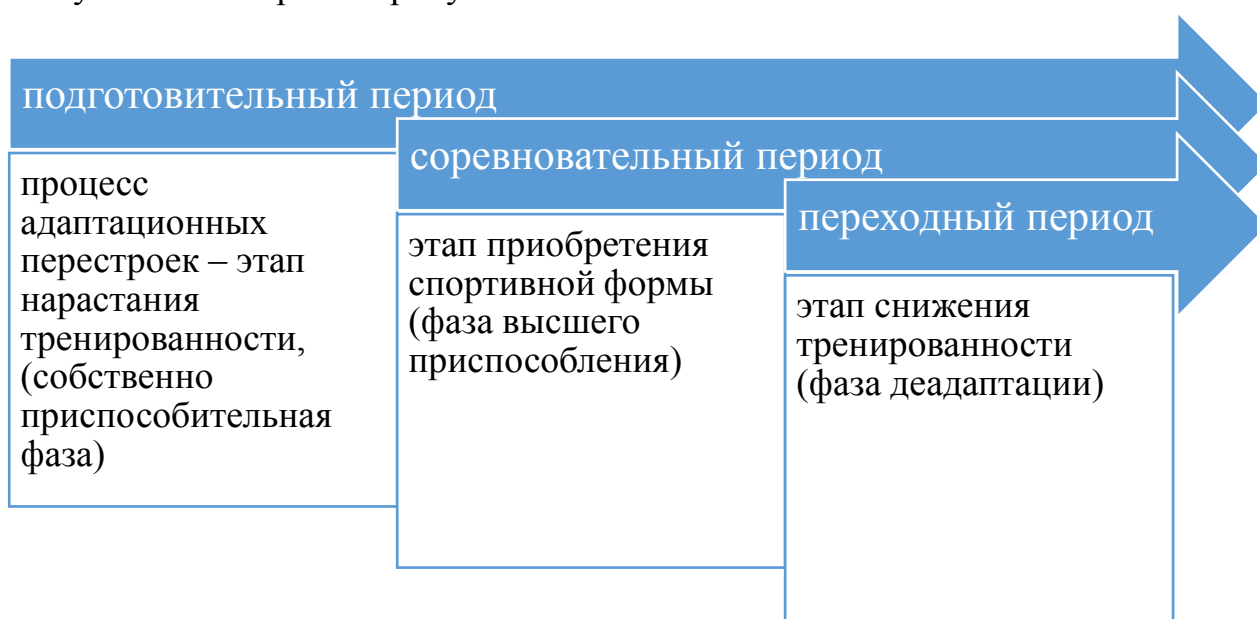 подготовительный период
процесс
адаптационных
перестроек – этап
нарастания
тренированности,
(собственно
приспособительная
фаза)
соревновательный период
этап приобретения
спортивной формы
(фаза высшего
приспособления)
переходный период
этап снижения
тренированности
(фаза деадаптации)